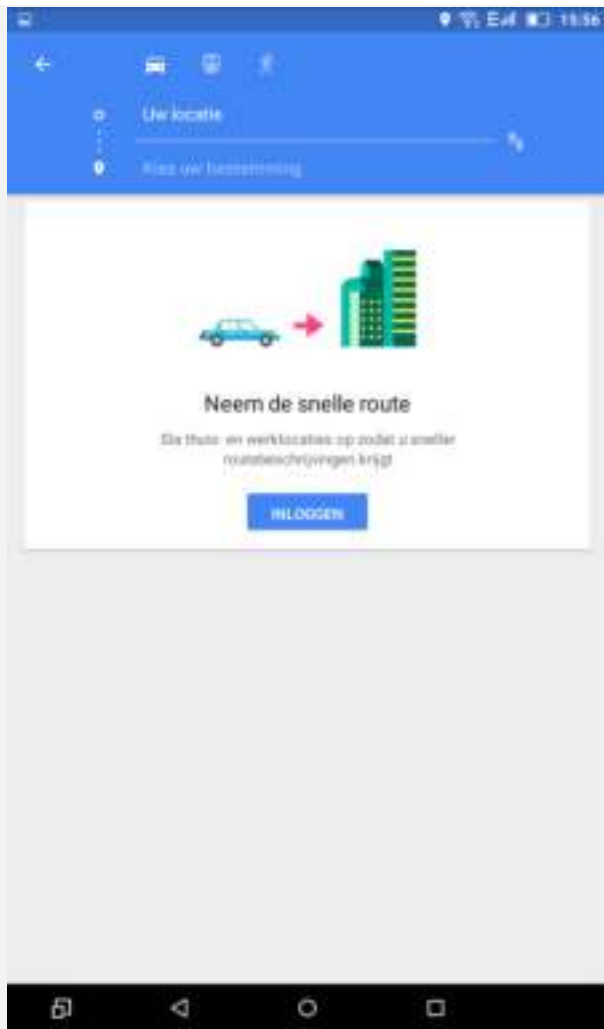 E 15:56
Uw locatie
Kies uw bestemming
Neem de snelle route
Sla thuis- en werklocaties op zodat u sneller
routebeschrijvingen krijgt
INLOGGEN